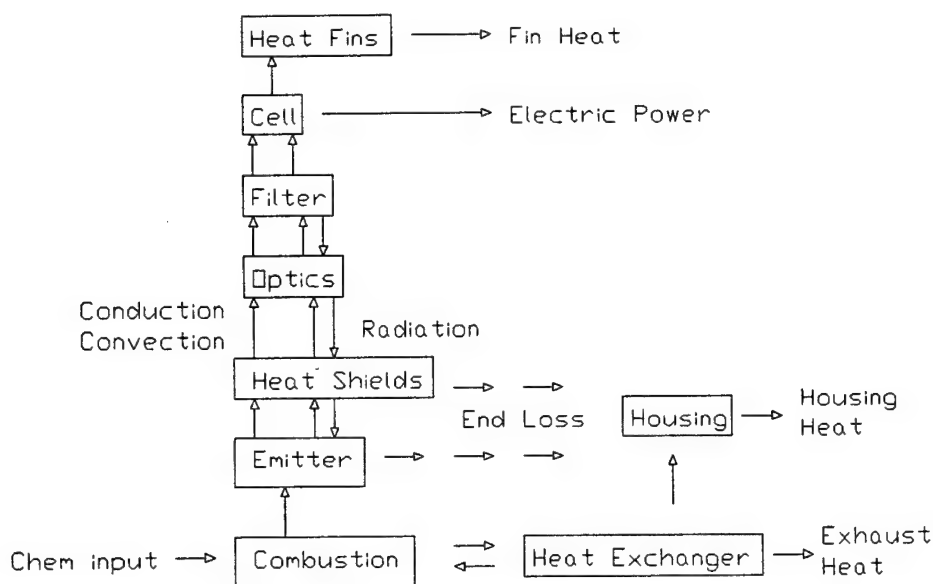 Heat Fins
Fin Heat
Cell
Electric Power
Filter
Optics
Conduction
Convection
Radiation
Heat Shields
End Loss
Housing
Housing
Heat
Emitter
Chem input
Combustion
Heat Exchanger
Exhaust
Heat